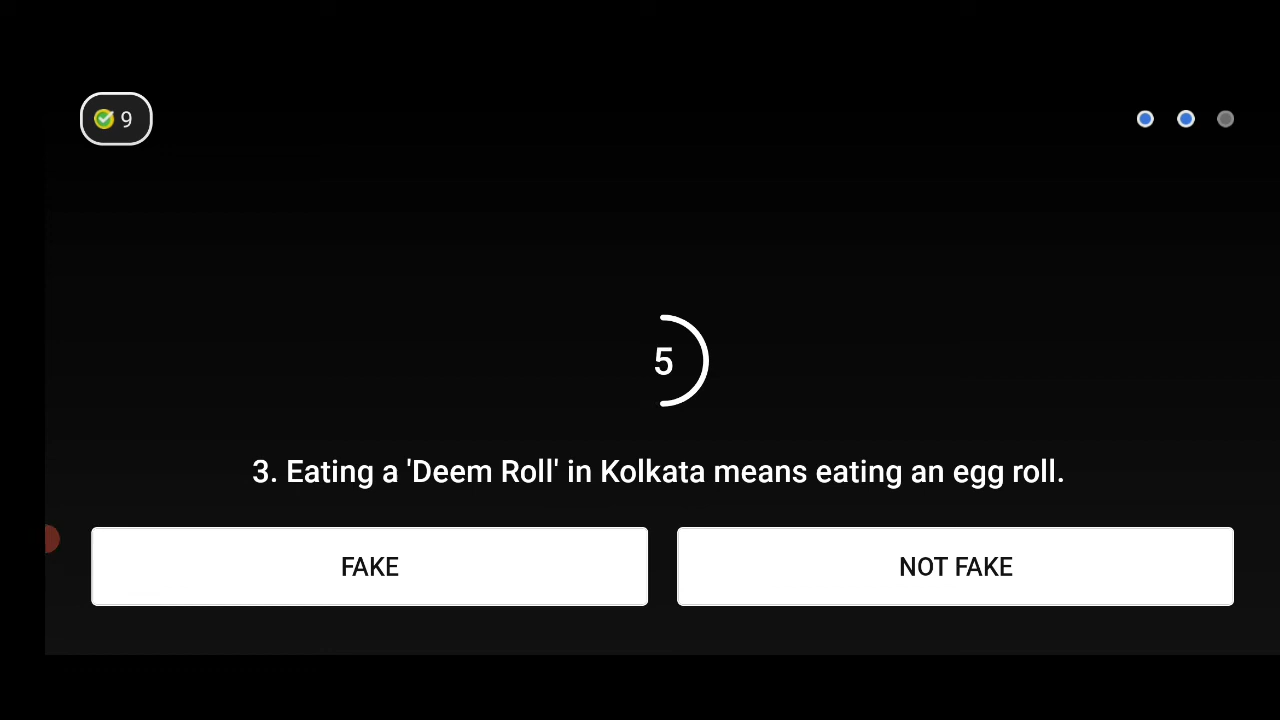 9
5
3. Eating a 'Deem Roll' in Kolkata means eating an egg roll.
FAKE
NOT FAKE